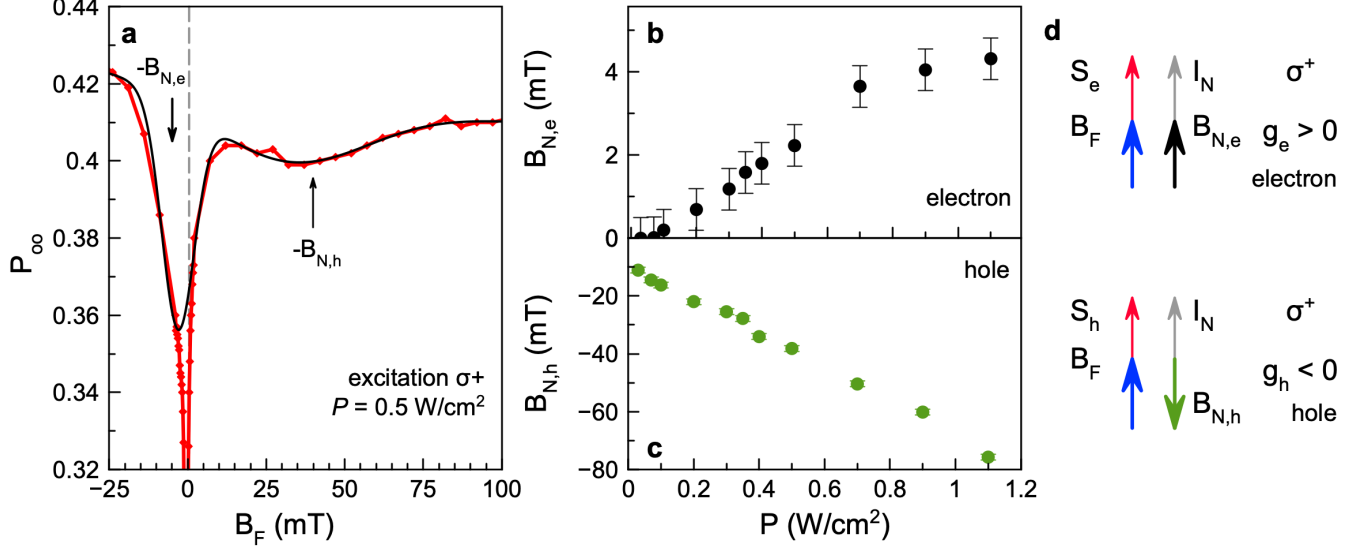 a
0.44
0.42
0.4
0.38
0.36
0.34
0.32
P_oo
-B_N,e
-B_N,h
excitation σ+
P = 0.5 W/cm²
−25
0
25
50
75
100
B_F (mT)
b
B_N,e (mT)
4
2
0
electron
c
B_N,h (mT)
−20
−40
−60
−80
hole
0
0.2
0.4
0.6
0.8
1
1.2
P (W/cm²)
d
S_e
I_N
σ⁺
B_F
B_N,e
g_e > 0
electron
S_h
I_N
σ⁺
B_F
B_N,h
g_h < 0
hole